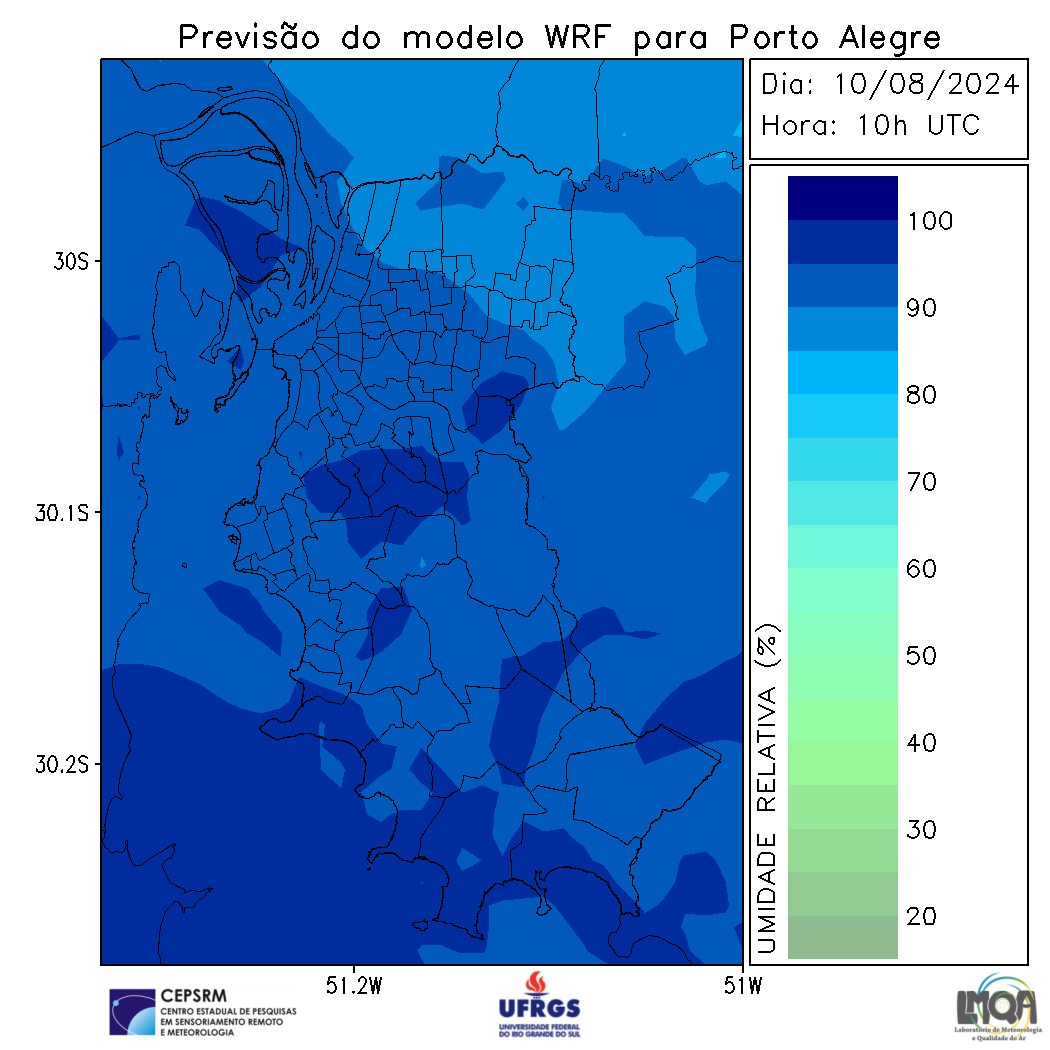 Previsão do modelo WRF para Porto Alegre
Dia: 10/08/2024
Hora: 10h UTC
30S
30.1S
30.2S
51.2W
51W
UMIDADE RELATIVA (%)
100
90
80
70
60
50
40
30
20
CEPSRM
CENTRO ESTADUAL DE PESQUISAS
EM SENSORIAMENTO REMOTO
E METEOROLOGIA
UFRGS
UNIVERSIDADE FEDERAL
DO RIO GRANDE DO SUL
LMQA
Laboratório de Meteorologia
e Qualidade do Ar